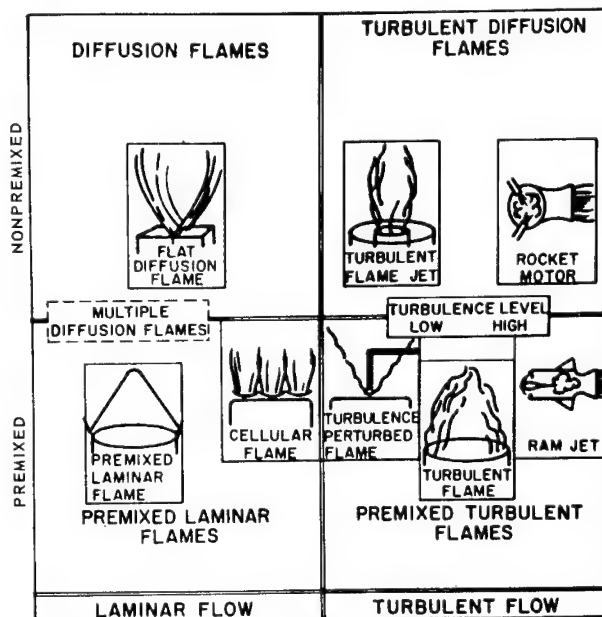 DIFFUSION FLAMES
TURBULENT DIFFUSION
FLAMES
NONPREMIXED
FLAT
DIFFUSION
FLAME
TURBULENT
FLAME JET
ROCKET
MOTOR
MULTIPLE
DIFFUSION FLAMES
TURBULENCE LEVEL
LOW HIGH
PREMIXED
PREMIXED
LAMINAR
FLAME
CELLULAR
FLAME
TURBULENCE
PERTURBED
FLAME
TURBULENT
FLAME
RAM JET
PREMIXED LAMINAR
FLAMES
PREMIXED TURBULENT
FLAMES
LAMINAR FLOW
TURBULENT FLOW